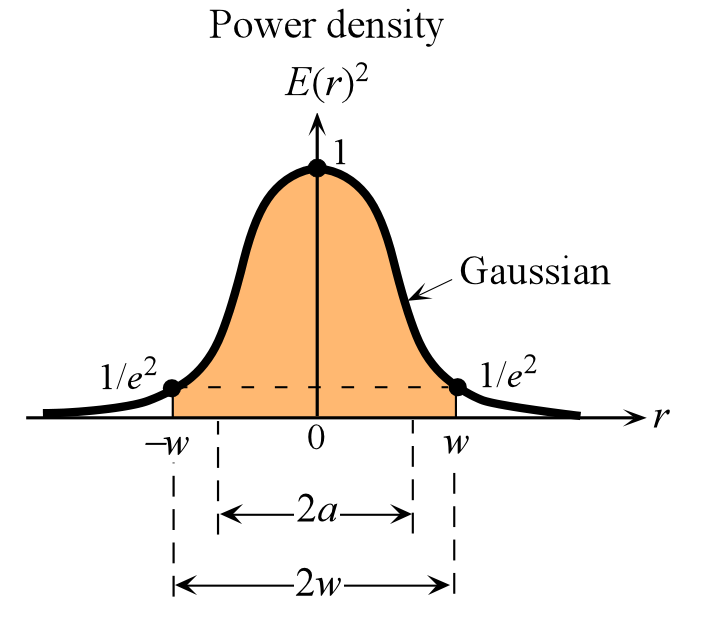 Power density
E(r)²
1
Gaussian
1/e²
1/e²
r
–w
0
w
2a
2w